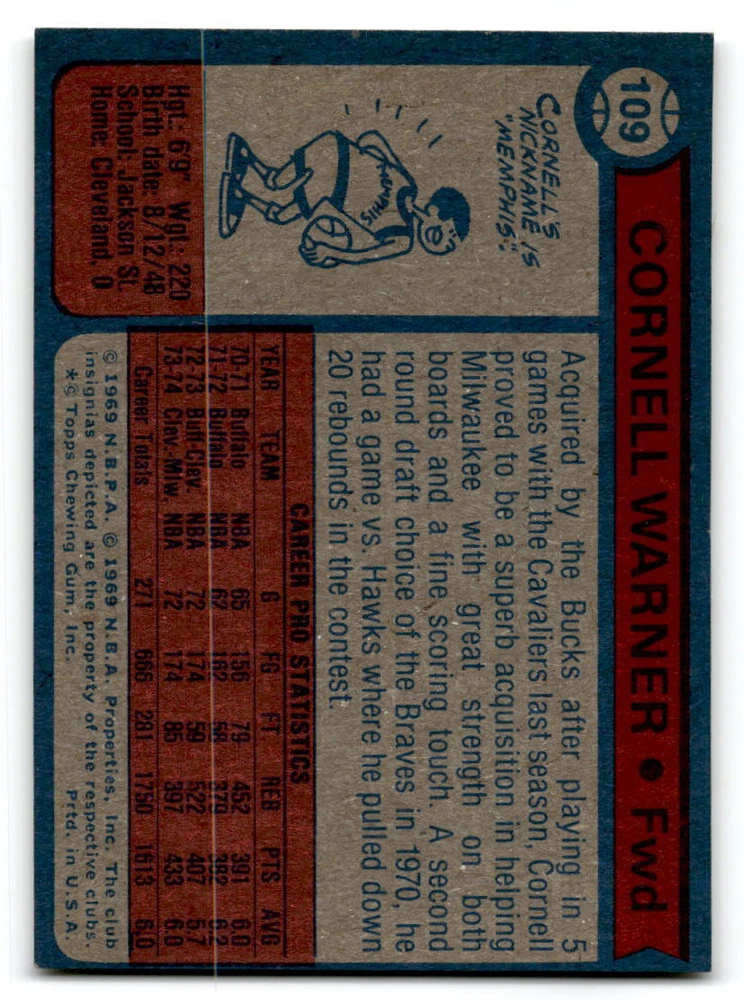 109
CORNELL WARNER • Fwd
CORNELL'S
NICKNAME IS
"MEMPHIS".
MEMPHIS
Hgt.: 6'9" Wgt.: 220
Birth date: 8/12/48
School: Jackson St.
Home: Cleveland, O
Acquired by the Bucks after playing in 5
games with the Cavaliers last season, Cornell
proved to be a superb acquisition in helping
Milwaukee with great strength on both
boards and a fine scoring touch. A second
round draft choice of the Braves in 1970, he
had a game vs. Hawks where he pulled down
20 rebounds in the contest.
CAREER PRO STATISTICS
YEAR TEAM G FG FT REB PTS AVG
70-71 Buffalo NBA 65 156 79 452 391 6.0
71-72 Buffalo NBA 62 162 58 379 382 6.2
72-73 Buff-Clev. NBA 72 174 59 522 407 5.7
73-74 Clev-Miw. NBA 72 174 85 397 433 6.0
Career Totals 271 666 281 1750 1613 6.0
© 1969 N.B.P.A. © 1969 N.B.A. Properties, Inc. The club
insignias depicted are the property of the respective clubs.
*© Topps Chewing Gum, Inc. Prtd. in U.S.A.